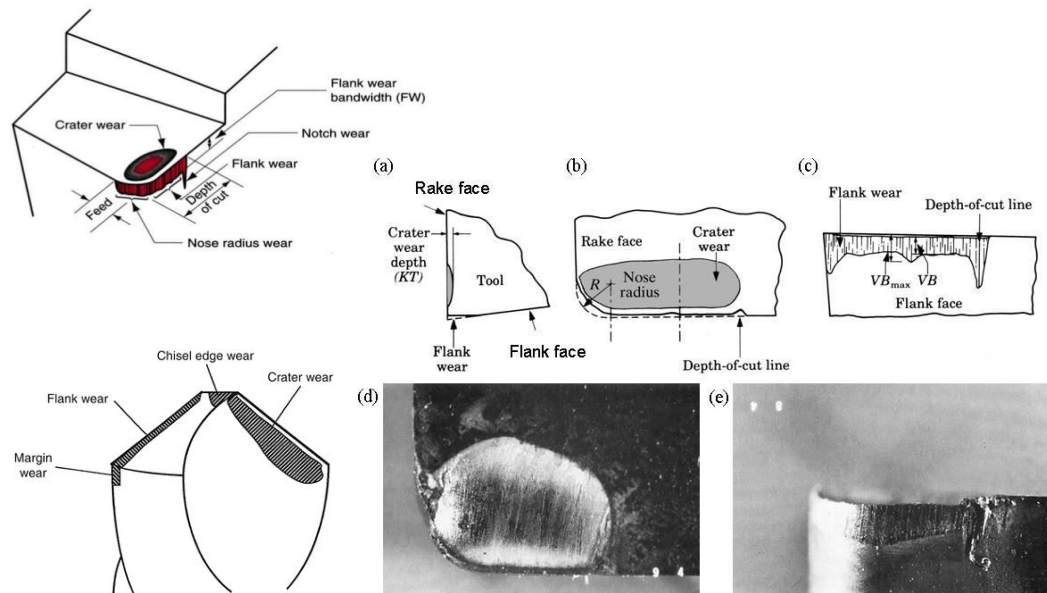 Flank wear
bandwidth (FW)
Crater wear
Notch wear
Flank wear
Feed
Depth
of cut
Nose radius wear
(a)
Rake face
Crater
wear
depth
(KT)
Tool
Flank
wear
Flank face
(b)
Rake face
Crater
wear
R
Nose
radius
Depth-of-cut line
(c)
Flank wear
Depth-of-cut line
VBmax
VB
Flank face
Chisel edge wear
Crater wear
Flank wear
Margin
wear
(d)
9 4
(e)